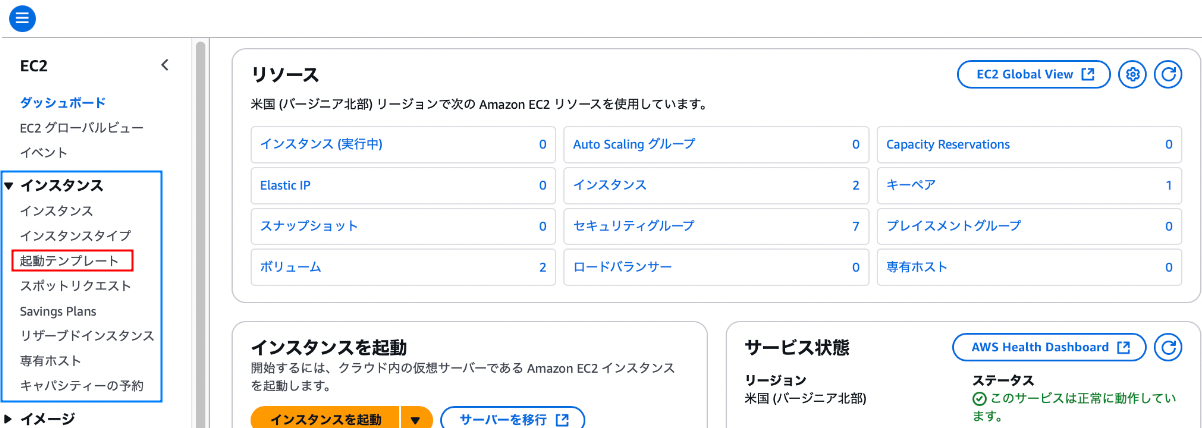 EC2
ダッシュボード
EC2 グローバルビュー
イベント
インスタンス
インスタンス
インスタンスタイプ
起動テンプレート
スポットリクエスト
Savings Plans
リザーブドインスタンス
専有ホスト
キャパシティーの予約
イメージ
リソース
EC2 Global View
米国 (バージニア北部) リージョンで次の Amazon EC2 リソースを使用しています。
インスタンス (実行中) 0
Auto Scaling グループ 0
Capacity Reservations 0
Elastic IP 0
インスタンス 2
キーペア 1
スナップショット 0
セキュリティグループ 7
プレイスメントグループ 0
ボリューム 2
ロードバランサー 0
専有ホスト 0
インスタンスを起動
開始するには、クラウド内の仮想サーバーである Amazon EC2 インスタンス
を起動します。
インスタンスを起動
サーバーを移行
サービス状態
AWS Health Dashboard
リージョン
米国 (バージニア北部)
ステータス
このサービスは正常に動作してい
ます。